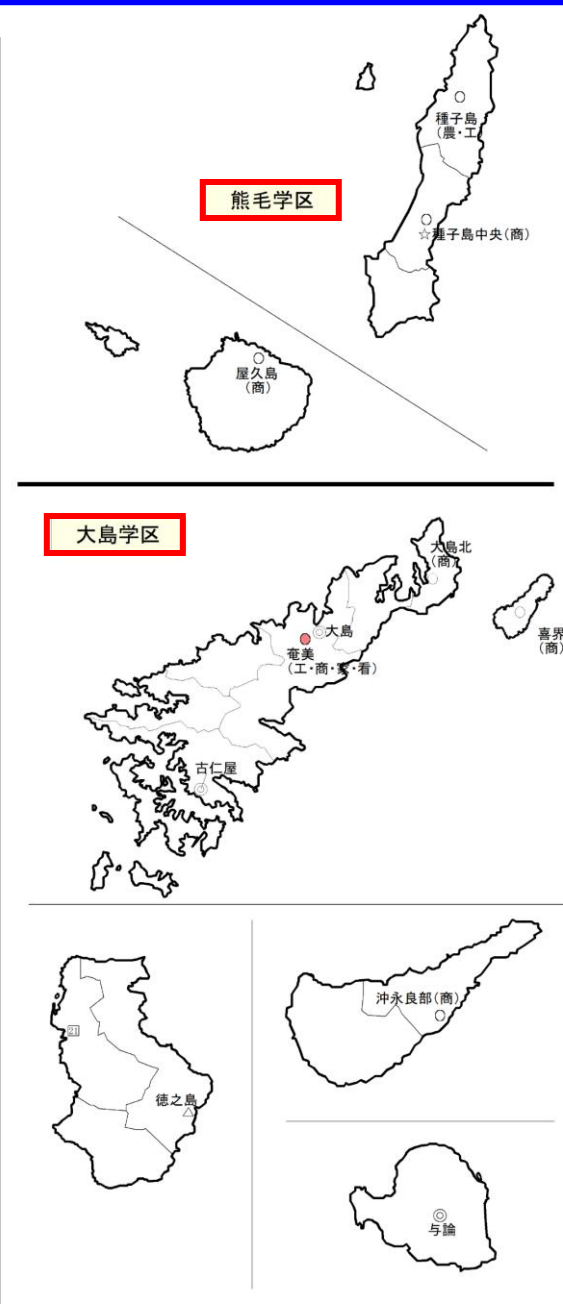 種子島
(農・工)
熊毛学区
☆種子島中央(商)
屋久島
(商)
大島学区
大島北
(商)
喜界
(商)
◎大島
奄美
(工・商・家・看)
古仁屋
沖永良部(商)
21
徳之島
与論